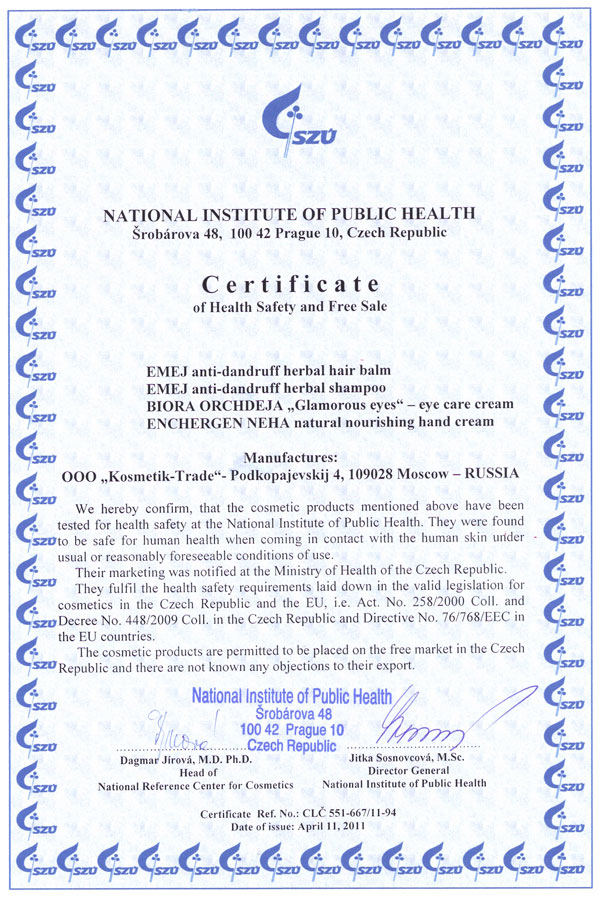 SZÚ
NATIONAL INSTITUTE OF PUBLIC HEALTH
Šrobárova 48, 100 42 Prague 10, Czech Republic
Certificate
of Health Safety and Free Sale
EMEJ anti-dandruff herbal hair balm
EMEJ anti-dandruff herbal shampoo
BIORA ORCHDEJA „Glamorous eyes“ – eye care cream
ENCHERGEN NEHA natural nourishing hand cream
Manufactures:
OOO „Kosmetik-Trade“- Podkopajevskij 4, 109028 Moscow – RUSSIA
We hereby confirm, that the cosmetic products mentioned above have been
tested for health safety at the National Institute of Public Health. They were found
to be safe for human health when coming in contact with the human skin under
usual or reasonably foreseeable conditions of use.
Their marketing was notified at the Ministry of Health of the Czech Republic.
They fulfil the health safety requirements laid down in the valid legislation for
cosmetics in the Czech Republic and the EU, i.e. Act. No. 258/2000 Coll. and
Decree No. 448/2009 Coll. in the Czech Republic and Directive No. 76/768/EEC in
the EU countries.
The cosmetic products are permitted to be placed on the free market in the Czech
Republic and there are not known any objections to their export.
National Institute of Public Health
Šrobárova 48
100 42 Prague 10
Czech Republic
Dagmar Jírová, M.D. Ph.D.
Head of
National Reference Center for Cosmetics
Jitka Sosnovcová, M.Sc.
Director General
National Institute of Public Health
Certificate Ref. No.: CLČ 551-667/11-94
Date of issue: April 11, 2011